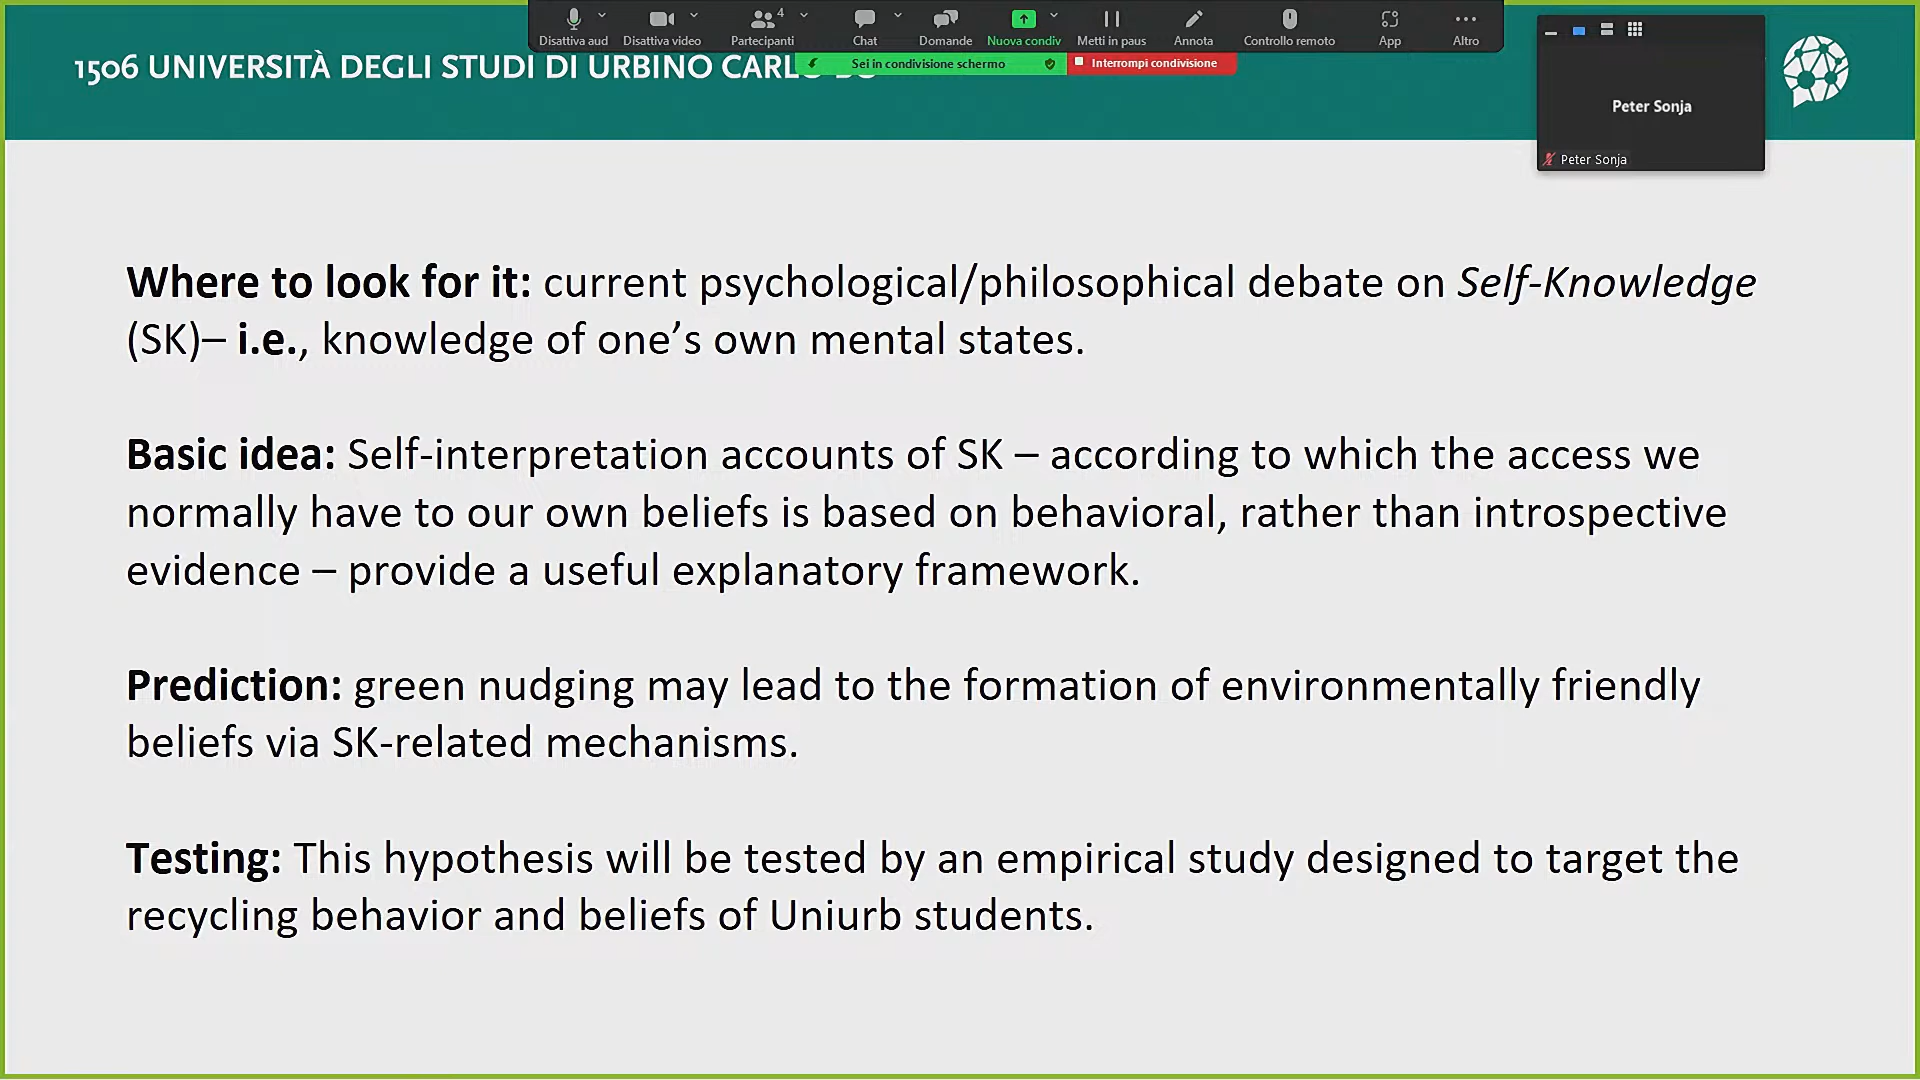 Disattiva aud
Disattiva video
Partecipanti
4
Chat
Domande
Nuova condiv
Metti in paus
Annota
Controllo remoto
App
Altro
Sei in condivisione schermo
Interrompi condivisione
1506 UNIVERSITÀ DEGLI STUDI DI URBINO
Peter Sonja
Peter Sonja
Where to look for it: current psychological/philosophical debate on Self-Knowledge
(SK)– i.e., knowledge of one’s own mental states.
Basic idea: Self-interpretation accounts of SK – according to which the access we
normally have to our own beliefs is based on behavioral, rather than introspective
evidence – provide a useful explanatory framework.
Prediction: green nudging may lead to the formation of environmentally friendly
beliefs via SK-related mechanisms.
Testing: This hypothesis will be tested by an empirical study designed to target the
recycling behavior and beliefs of Uniurb students.